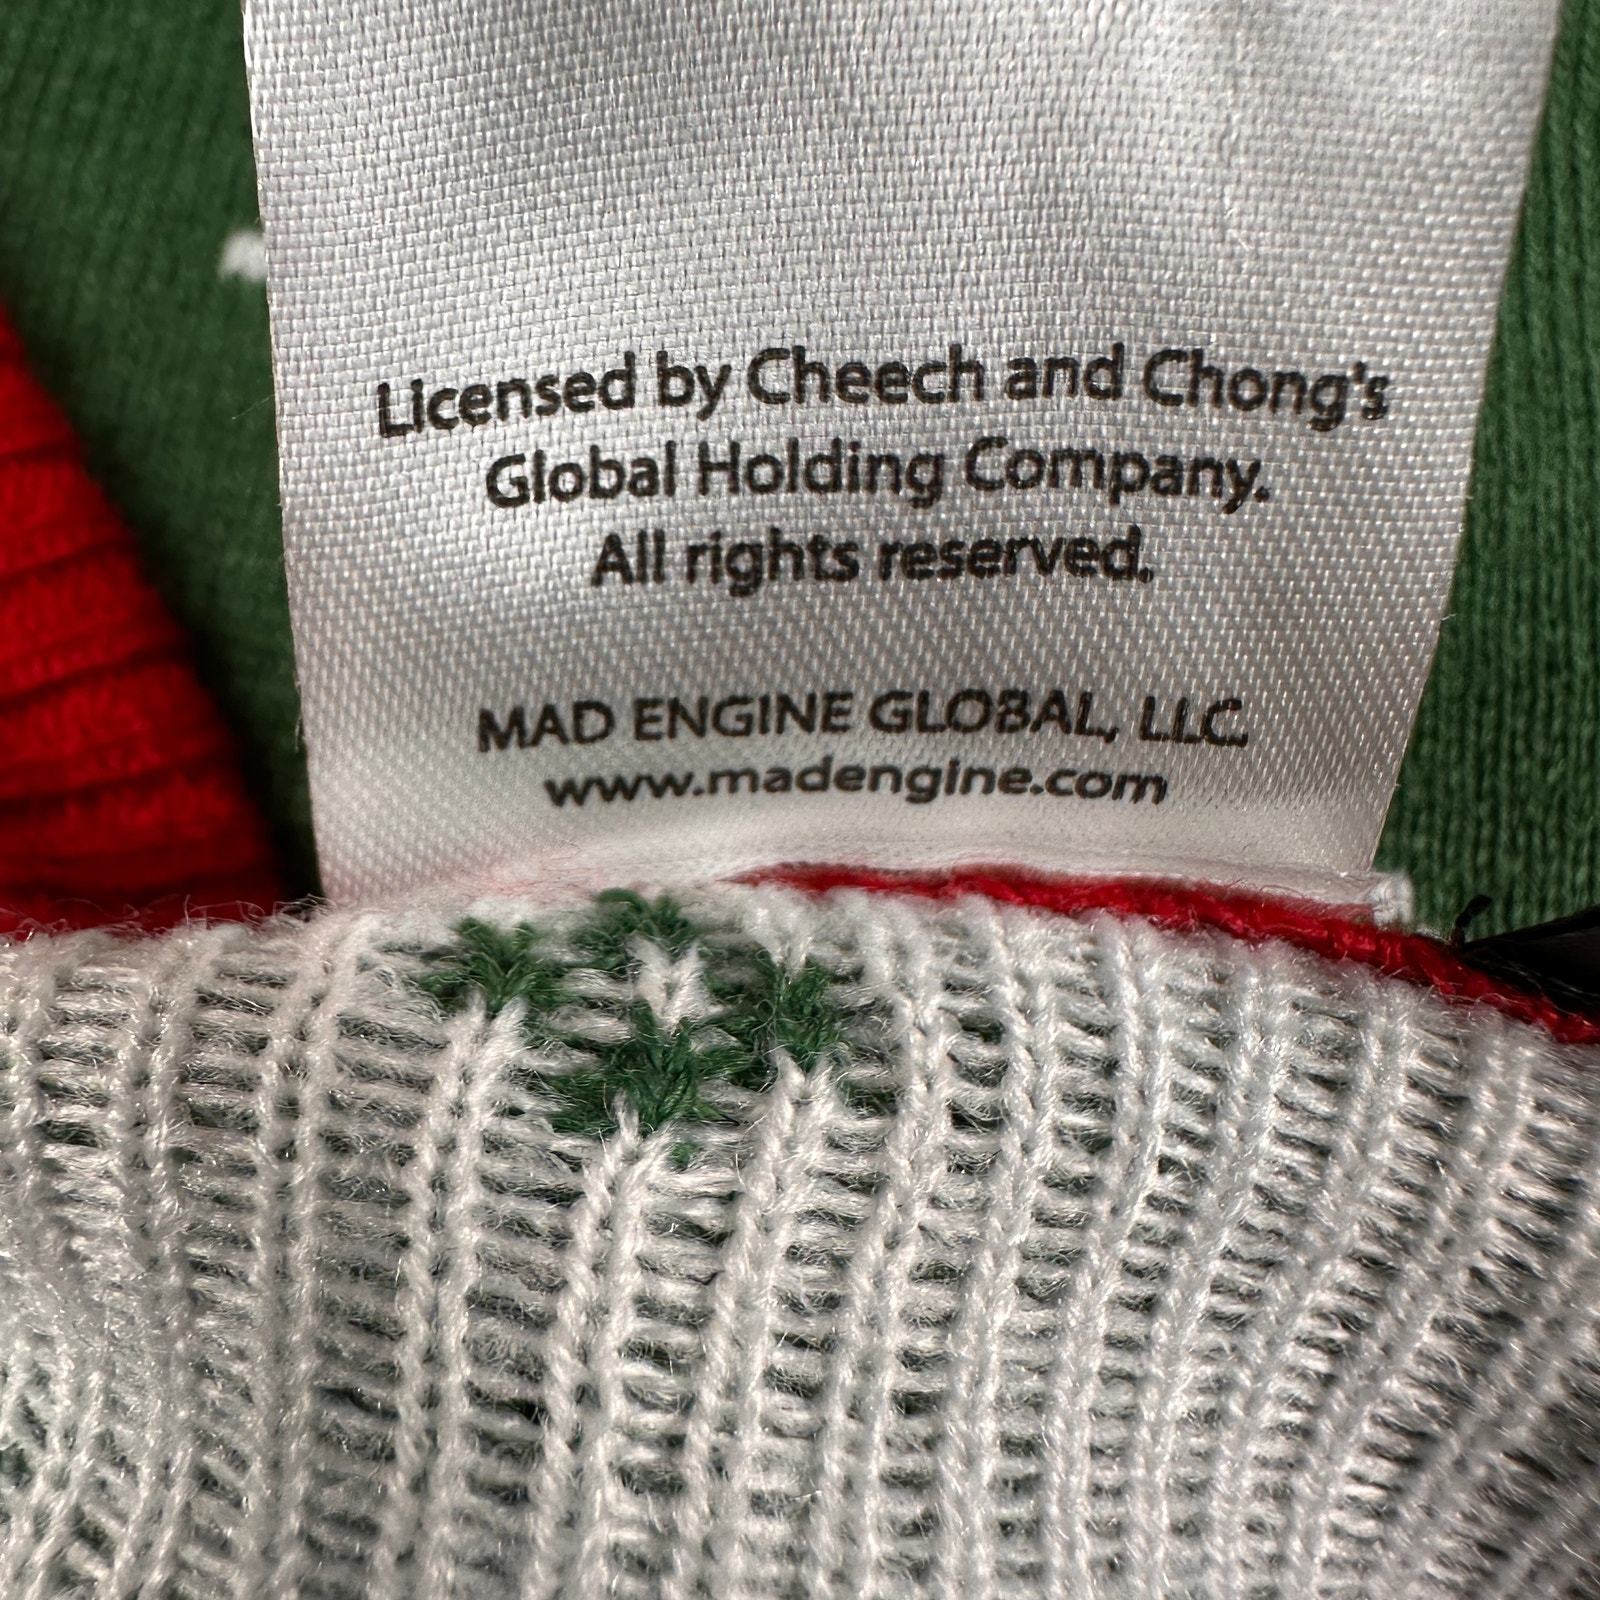 Licensed by Cheech and Chong's
Global Holding Company.
All rights reserved.
MAD ENGINE GLOBAL, LLC
www.madengine.com